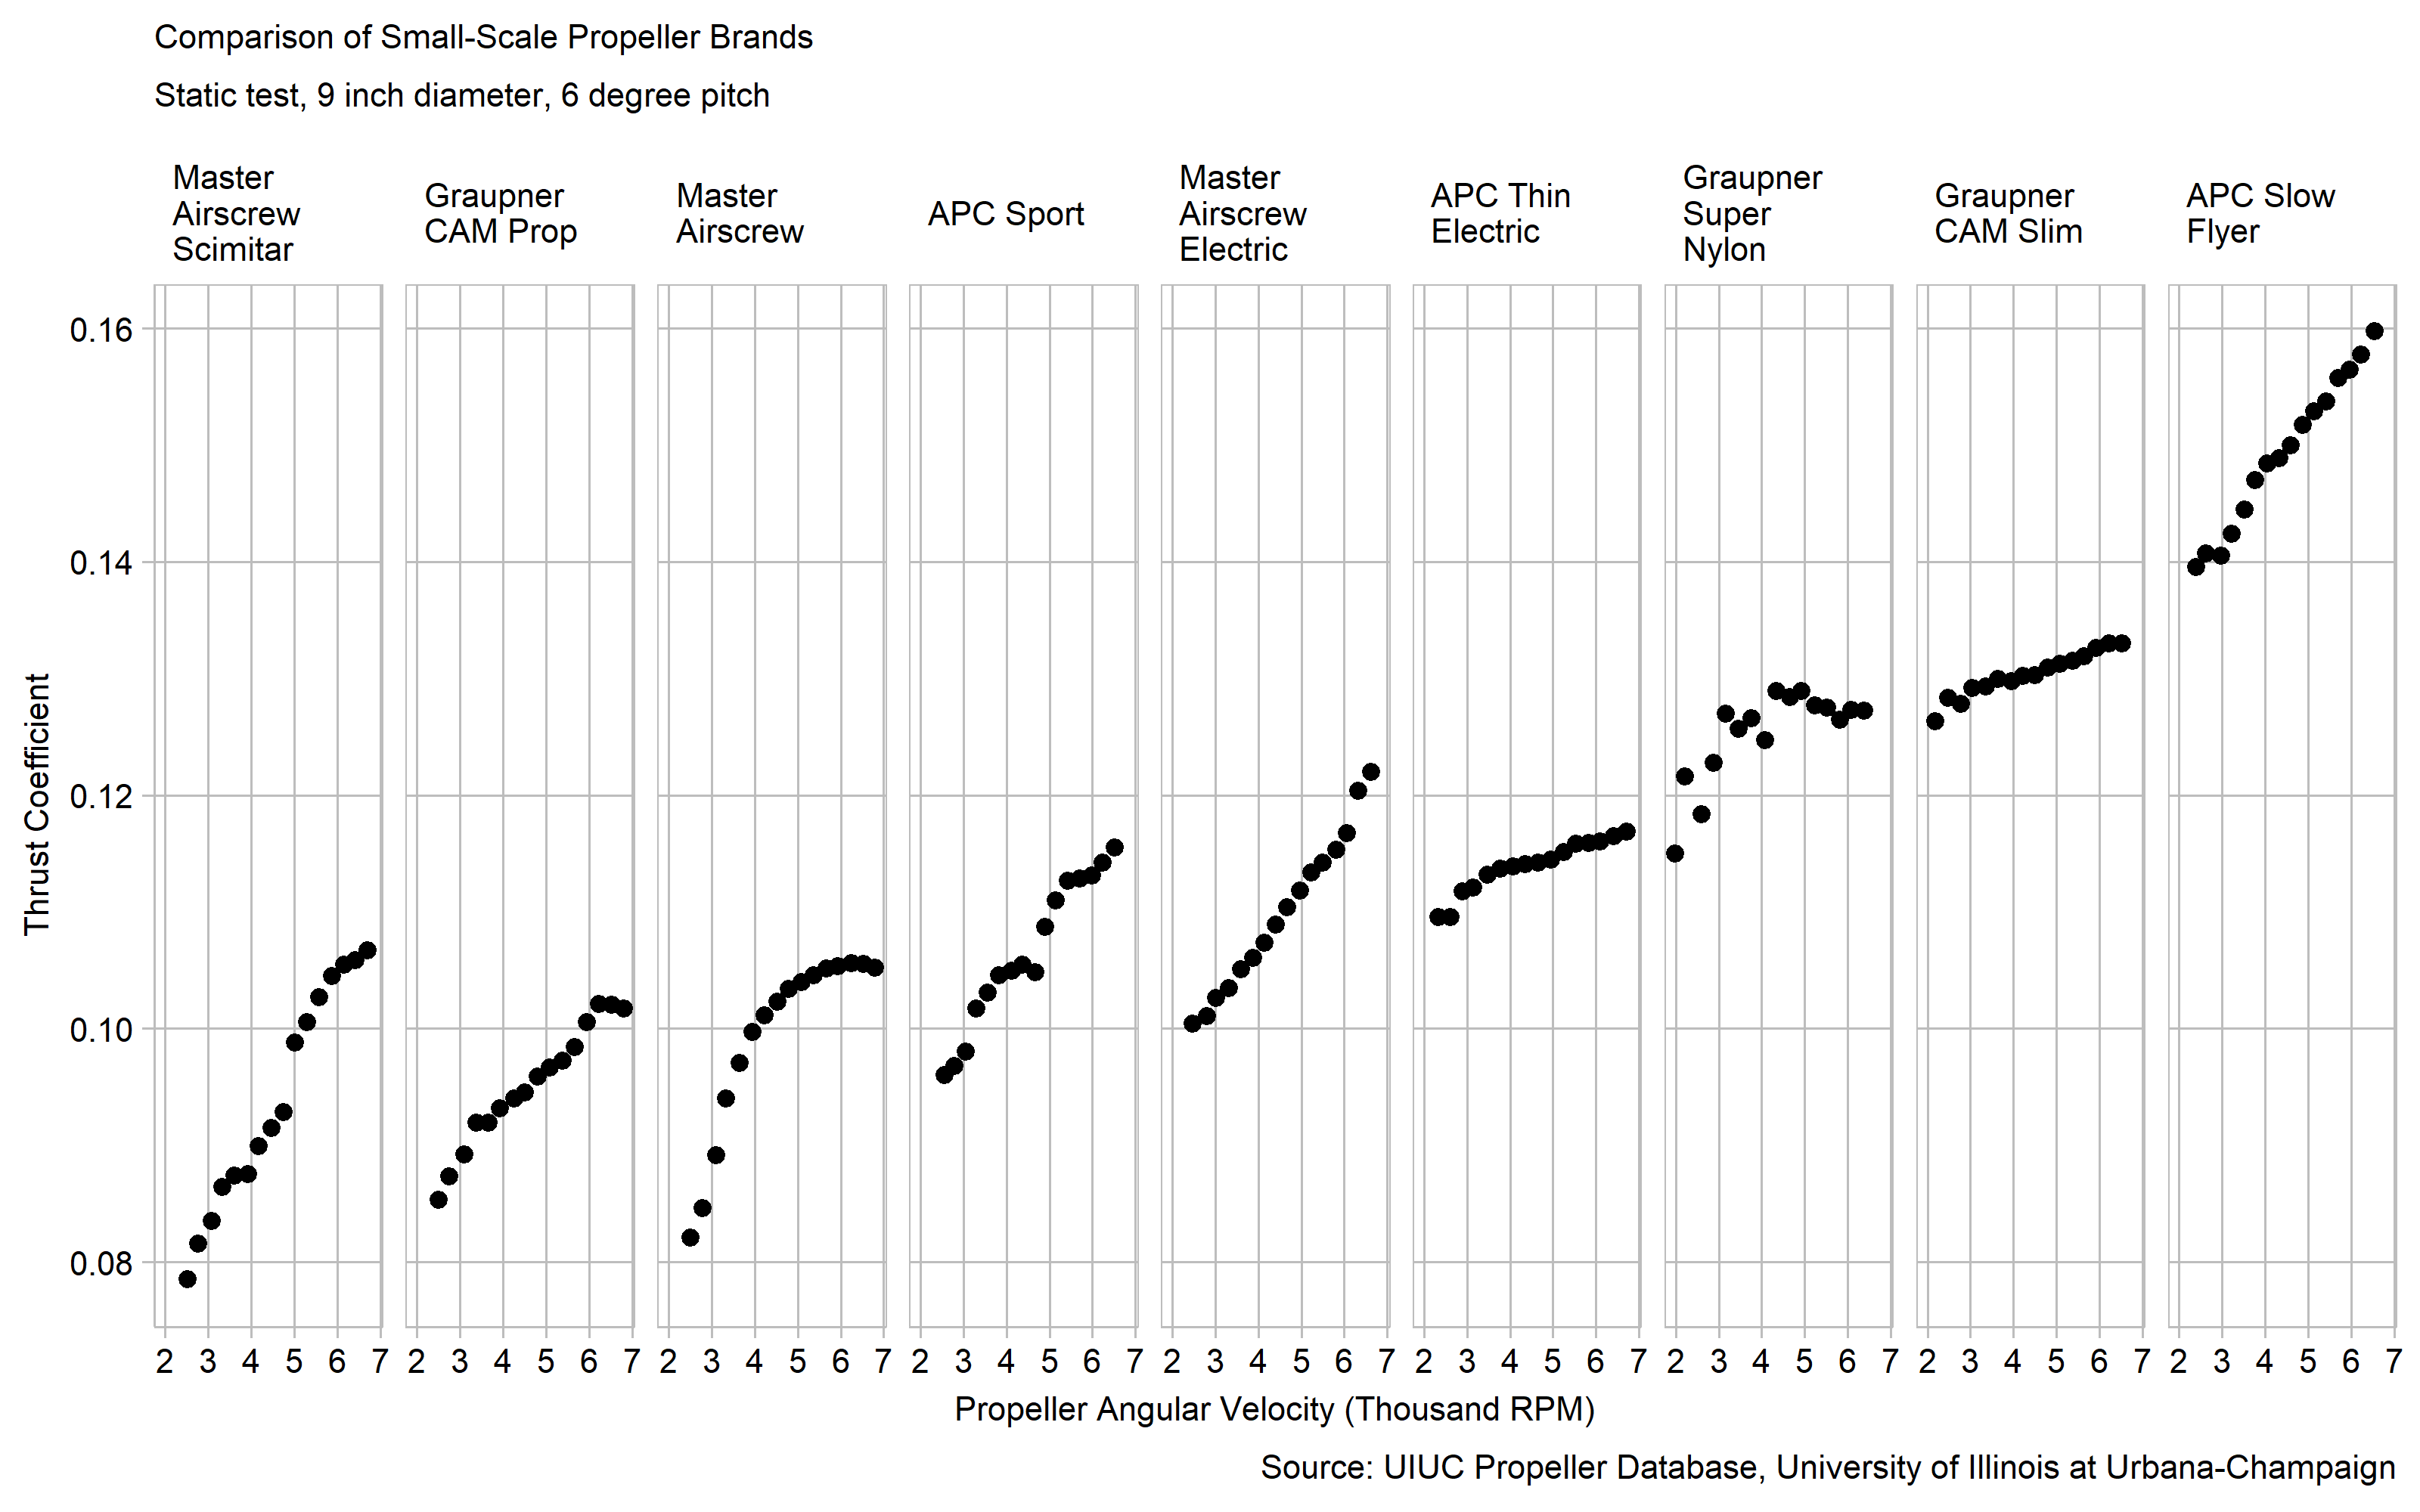 Comparison of Small-Scale Propeller Brands
Static test, 9 inch diameter, 6 degree pitch
Master
Airscrew
Scimitar
Graupner
CAM Prop
Master
Airscrew
APC Sport
Master
Airscrew
Electric
APC Thin
Electric
Graupner
Super
Nylon
Graupner
CAM Slim
APC Slow
Flyer
Thrust Coefficient
0.16
0.14
0.12
0.10
0.08
2 3 4 5 6 7 2 3 4 5 6 7 2 3 4 5 6 7 2 3 4 5 6 7 2 3 4 5 6 7 2 3 4 5 6 7 2 3 4 5 6 7 2 3 4 5 6 7 2 3 4 5 6 7
Propeller Angular Velocity (Thousand RPM)
Source: UIUC Propeller Database, University of Illinois at Urbana-Champaign